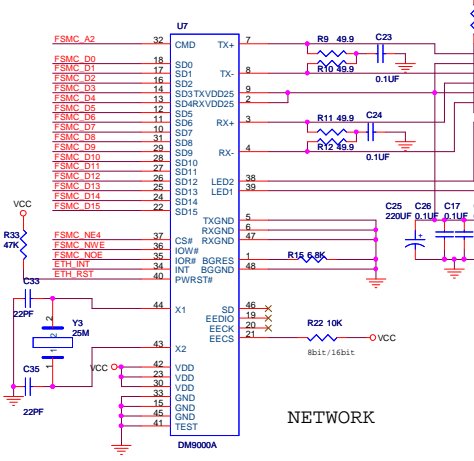 U7
FSMC_A2 32 CMD TX+ 7 R9 49.9 C23
FSMC_D0 18 SD0
FSMC_D1 17 SD1 TX- 8 R10 49.9 0.1UF
FSMC_D2 16 SD2
FSMC_D3 14 SD3 TXVDD25 9
FSMC_D4 13 SD4 RXVDD25 2
FSMC_D5 12 SD5
FSMC_D6 11 SD6 RX+ 3 R11 49.9 C24
FSMC_D7 10 SD7
FSMC_D8 31 SD8
FSMC_D9 29 SD9 RX- 4 R12 49.9 0.1UF
FSMC_D10 28 SD10
FSMC_D11 27 SD11
FSMC_D12 26 SD12 LED2 38
FSMC_D13 25 SD13 LED1 39
FSMC_D14 24 SD14
FSMC_D15 22 SD15
VCC C25 C26 C17
TXGND 5 220UF 0.1UF 0.1UF
RXGND 6
R33 47K
FSMC_NE4 37 CS# RXGND 47
FSMC_NWE 36 IOW#
FSMC_NOE 35 IOR# BGRES 1 R15 6.8K
ETH_INT 34 INT BGGND 48
ETH_RST 40 PWRST#
C33
22PF
44 X1 SD 46
EEDIO 19
Y3 25M
2
1
EECK 20
EECS 21 R22 10K VCC
43 X2
8bit/16bit
C35
22PF
VCC 42 VDD
23 VDD
30 VDD
33 GND
15 GND
45 GND
41 TEST
NETWORK
DM9000A